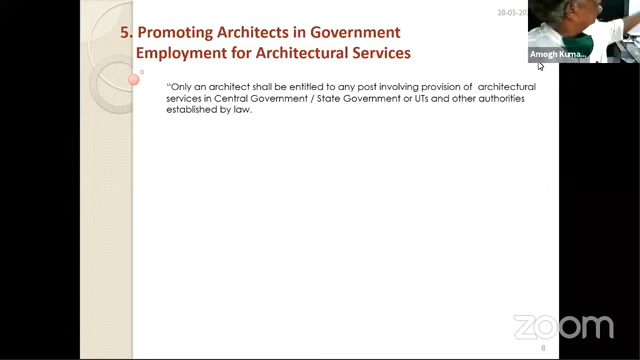 28-05-20
5. Promoting Architects in Government
Employment for Architectural Services
Amogh Kuma...
"Only an architect shall be entitled to any post involving provision of architectural
services in Central Government / State Government or UTs and other authorities
established by law.
zoom
8